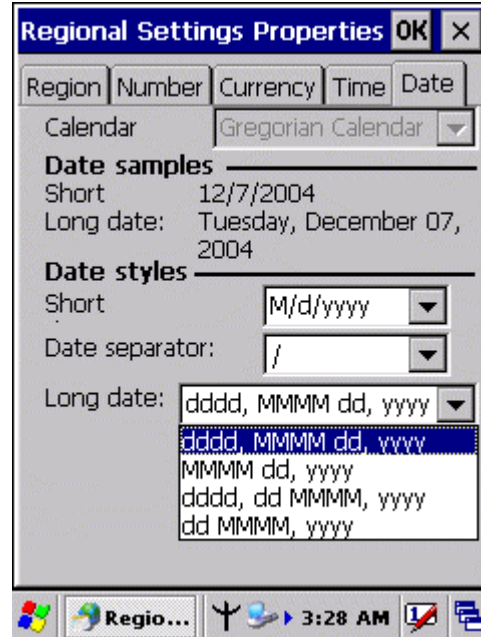 Regional Settings Properties OK ×
Region Number Currency Time Date
Calendar Gregorian Calendar
Date samples
Short 12/7/2004
Long date: Tuesday, December 07,
2004
Date styles
Short M/d/yyyy
Date separator: /
Long date: dddd, MMMM dd, yyyy
dddd, MMMM dd, yyyy
MMMM dd, yyyy
dddd, dd MMMM, yyyy
dd MMMM, yyyy
Regio... 3:28 AM